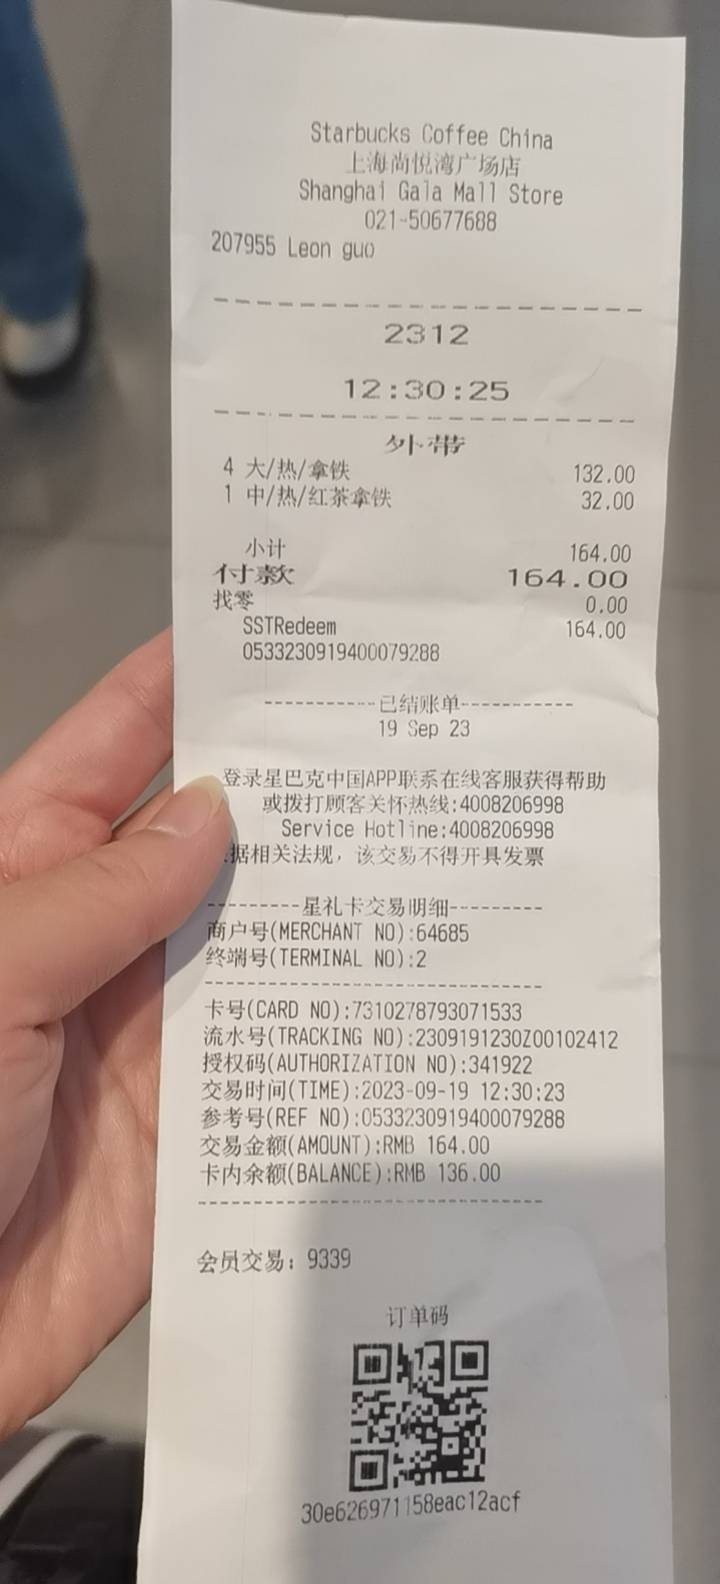 Starbucks Coffee China
上海尚悦湾广场店
Shanghai Gala Mall Store
021-50677688
207955 Leon guo
2312
12:30:25
外带
4 大/热/拿铁 132.00
1 中/热/红茶拿铁 32.00
小计 164.00
付款 164.00
找零 0.00
SSTRedeem 164.00
0533230919400079288
-----------已结账单-----------
19 Sep 23
登录星巴克中国APP联系在线客服获得帮助
或拨打顾客关怀热线:4008206998
Service Hotline:4008206998
据相关法规，该交易不得开具发票
---------星礼卡交易明细---------
商户号(MERCHANT NO):64685
终端号(TERMINAL NO):2
卡号(CARD NO):7310278793071533
流水号(TRACKING NO):2309191230Z00102412
授权码(AUTHORIZATION NO):341922
交易时间(TIME):2023-09-19 12:30:23
参考号(REF NO):0533230919400079288
交易金额(AMOUNT):RMB 164.00
卡内余额(BALANCE):RMB 136.00
会员交易: 9339
订单码
30e626971158eac12acf